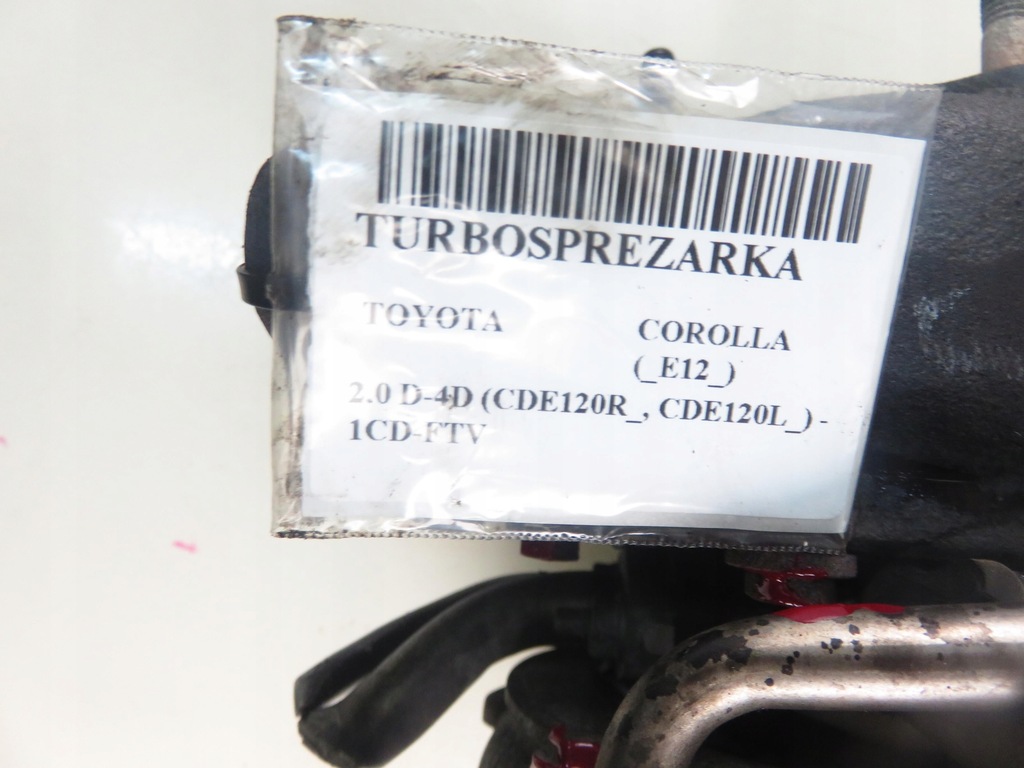 TURBOSPREZARKA
TOYOTA COROLLA
(_E12_)
2.0 D-4D (CDE120R_, CDE120L_) -
1CD-FTV